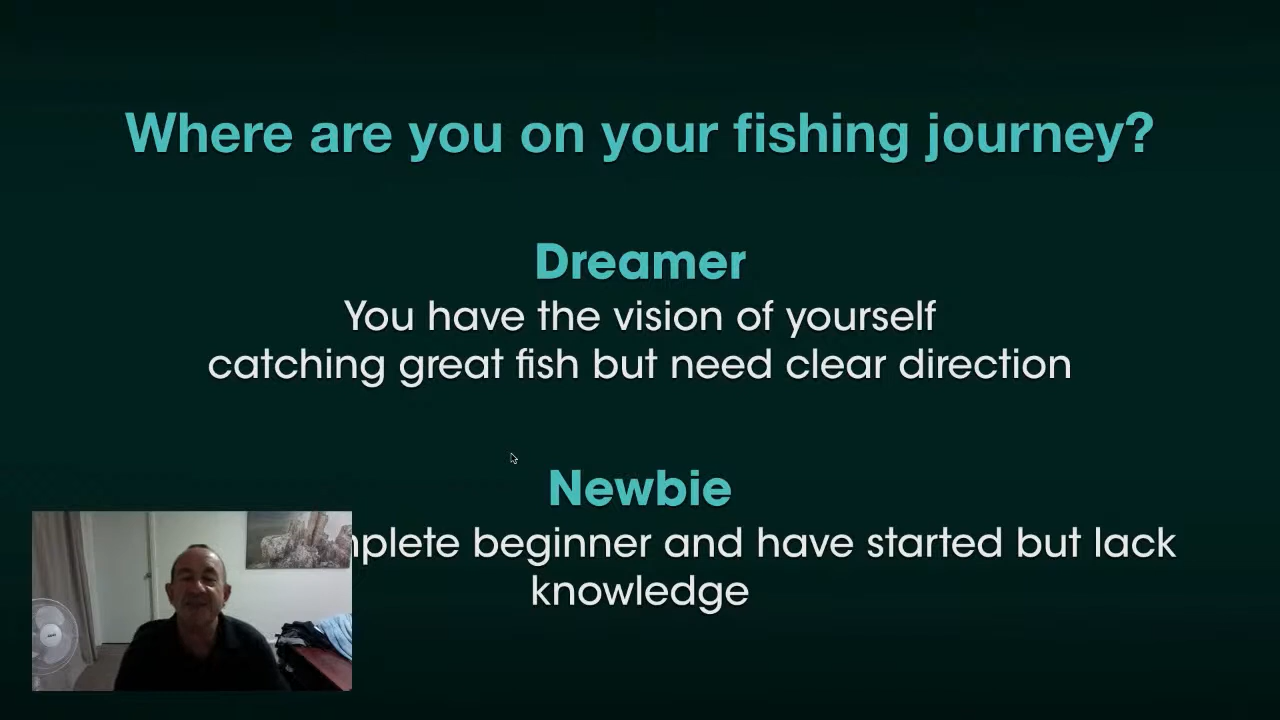 Where are you on your fishing journey?
Dreamer
You have the vision of yourself
catching great fish but need clear direction
Newbie
beginner and have started but lack
knowledge